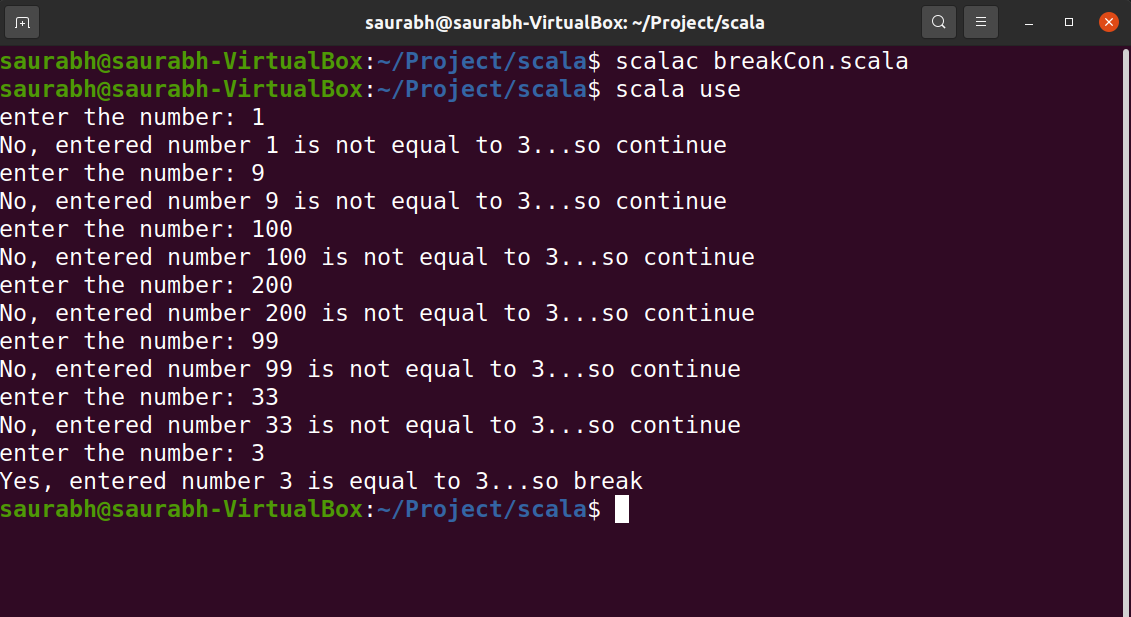 saurabh@saurabh-VirtualBox: ~/Project/scala
saurabh@saurabh-VirtualBox:~/Project/scala$ scalac breakCon.scala
saurabh@saurabh-VirtualBox:~/Project/scala$ scala use
enter the number: 1
No, entered number 1 is not equal to 3...so continue
enter the number: 9
No, entered number 9 is not equal to 3...so continue
enter the number: 100
No, entered number 100 is not equal to 3...so continue
enter the number: 200
No, entered number 200 is not equal to 3...so continue
enter the number: 99
No, entered number 99 is not equal to 3...so continue
enter the number: 33
No, entered number 33 is not equal to 3...so continue
enter the number: 3
Yes, entered number 3 is equal to 3...so break
saurabh@saurabh-VirtualBox:~/Project/scala$